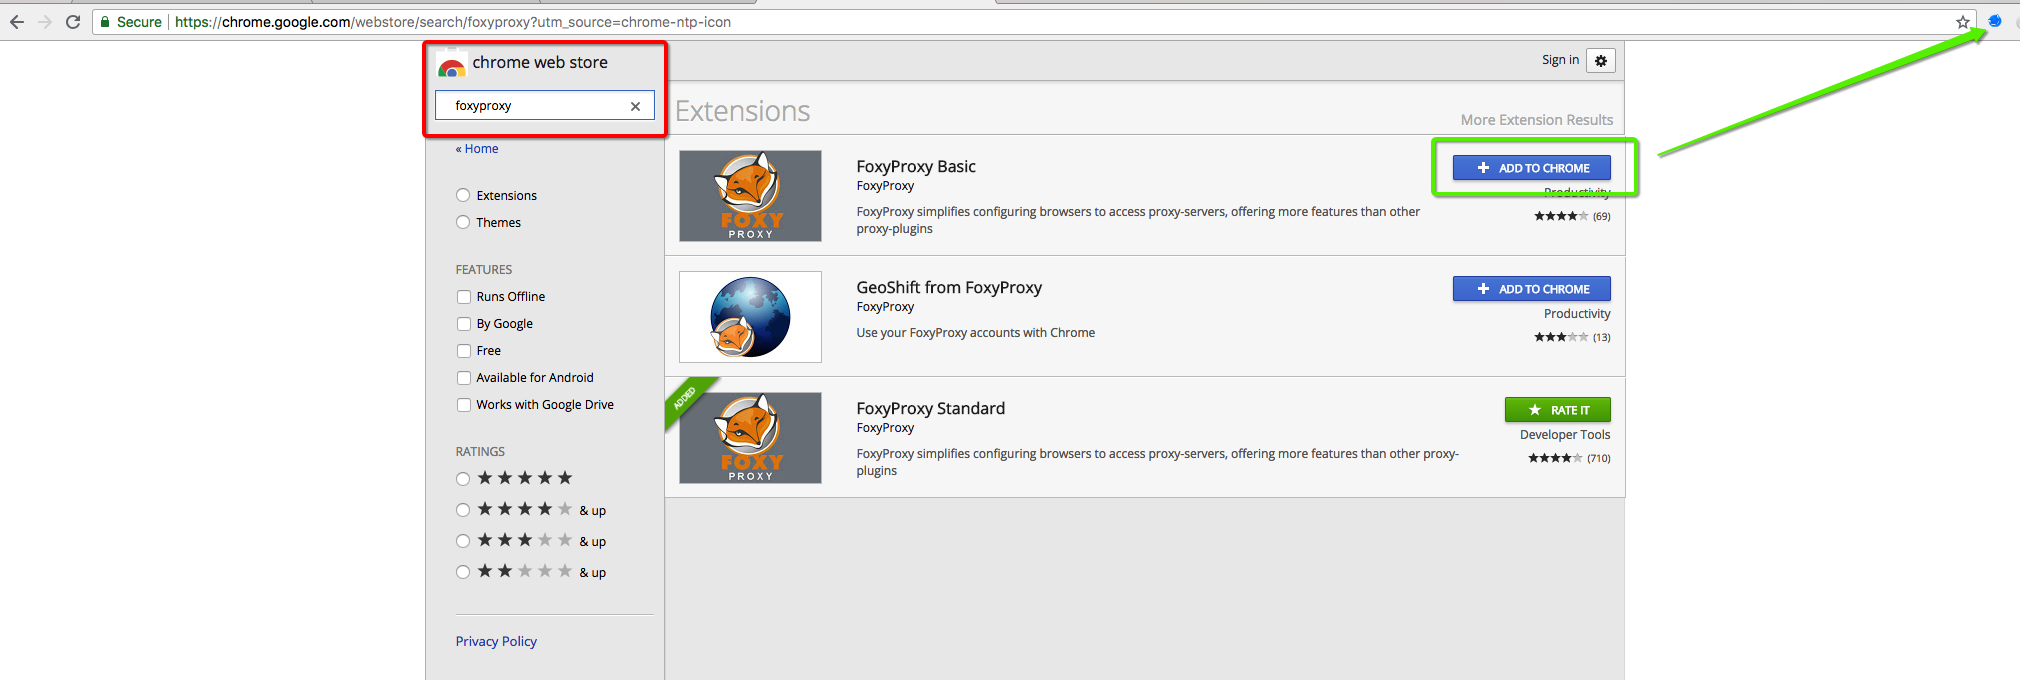 Secure https://chrome.google.com/webstore/search/foxyproxy?utm_source=chrome-ntp-icon
chrome web store
Sign in
foxyproxy
Extensions
More Extension Results
« Home
Extensions
Themes
FEATURES
Runs Offline
By Google
Free
Available for Android
Works with Google Drive
RATINGS
& up
& up
& up
Privacy Policy
FOXY
PROXY
FoxyProxy Basic
FoxyProxy
FoxyProxy simplifies configuring browsers to access proxy-servers, offering more features than other
proxy-plugins
ADD TO CHROME
Productivity
(69)
GeoShift from FoxyProxy
FoxyProxy
Use your FoxyProxy accounts with Chrome
ADD TO CHROME
Productivity
(13)
ADDED
FOXY
PROXY
FoxyProxy Standard
FoxyProxy
FoxyProxy simplifies configuring browsers to access proxy-servers, offering more features than other proxy-
plugins
RATE IT
Developer Tools
(710)